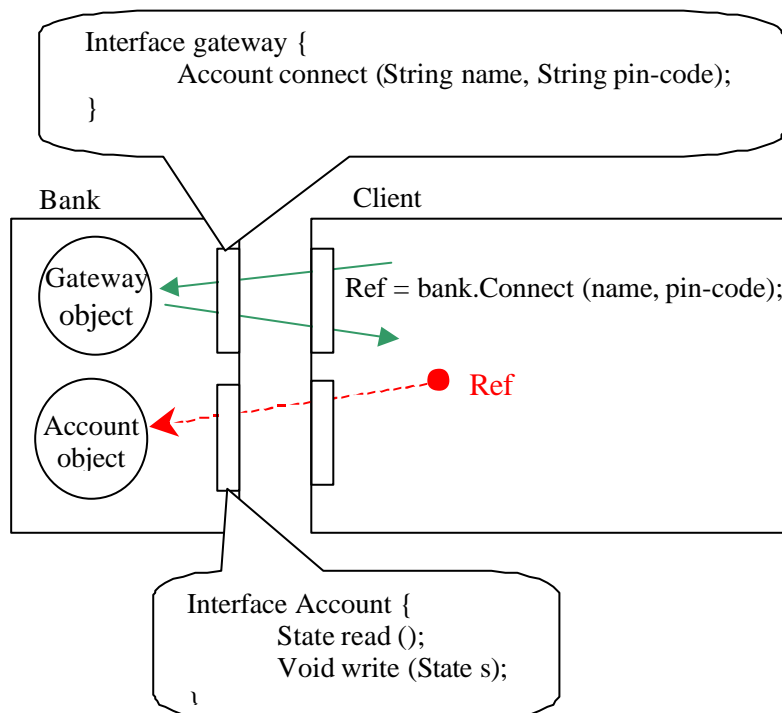 Interface gateway {
Account connect (String name, String pin-code);
}
Bank
Client
Gateway
object
Ref = bank.Connect (name, pin-code);
Ref
Account
object
Interface Account {
State read ();
Void write (State s);
}